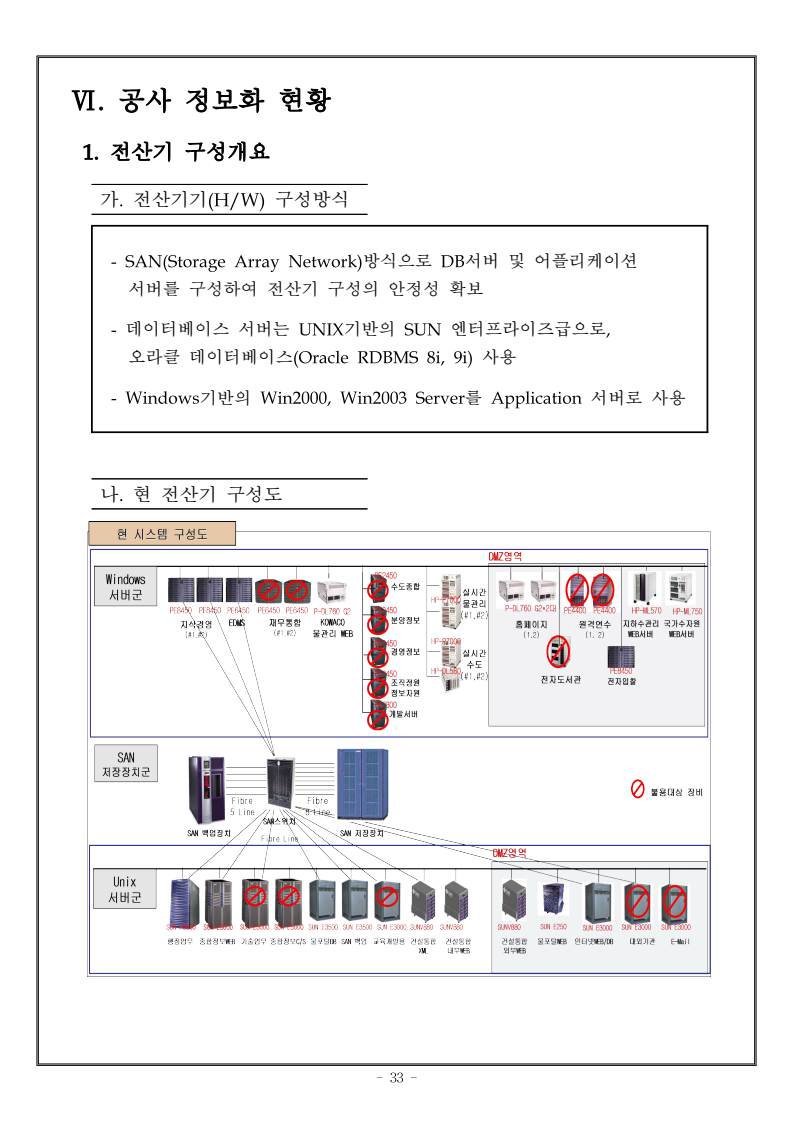 Ⅵ. 공사 정보화 현황
1. 전산기 구성개요
가. 전산기기(H/W) 구성방식
- SAN(Storage Array Network)방식으로 DB서버 및 어플리케이션
서버를 구성하여 전산기 구성의 안정성 확보
- 데이터베이스 서버는 UNIX기반의 SUN 엔터프라이즈급으로,
오라클 데이터베이스(Oracle RDBMS 8i, 9i) 사용
- Windows기반의 Win2000, Win2003 Server를 Application 서버로 사용
나. 현 전산기 구성도
현 시스템 구성도
DMZ영역
Windows
서버군
PE8450 PE8450 PE6450 PE6450 PE6450 P-DL760 G2
지식경영 EDMS 재무통합 KOWACO
(#1,#2) (#1,#2) 물관리 WEB
수도종합
분양정보
경영정보
조직정원
정보자원
개발서버
실시간
물관리
(#1,#2)
실시간
수도
(#1,#2)
P-DL760 G2*2대 PE4400 PE4400 HP-ML570 HP-ML750
홈페이지 원격연수 지하수관리 국가수자원
(1,2) (1, 2) WEB서버 WEB서버
PE8450
전자도서관 전자입찰
SAN
저장장치군
Fibre
5 Line
Fibre
Line
SAN스위치
SAN 백업장치
SAN 저장장치
Fibre Line
불용대상 장비
DMZ영역
Unix
서버군
SUN E3500 SUN E3500 SUN E3000 SUNV880 SUNV880 SUNV880 SUN E250 SUN E3000 SUN E3000 SUN E3000
행정업무 종합정보WEB 기술업무 종합정보C/S 물포탈DB SAN 백업 교육개발용 건설통합 건설통합 건설통합 물포탈WEB 인터넷WEB/DB 대외기관 E-Mail
XML 내부WEB 외부WEB
- 33 -